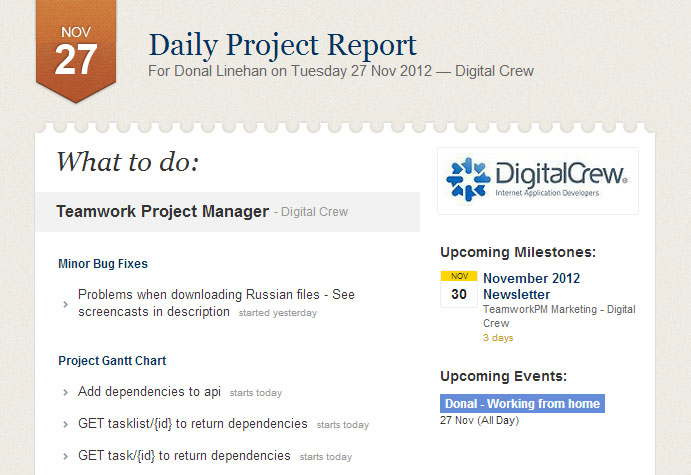 NOV
27
Daily Project Report
For Donal Linehan on Tuesday 27 Nov 2012 — Digital Crew
What to do:
Teamwork Project Manager - Digital Crew
Minor Bug Fixes
Problems when downloading Russian files - See
screencasts in description started yesterday
Project Gantt Chart
Add dependencies to api starts today
GET tasklist/{id} to return dependencies starts today
GET task/{id} to return dependencies starts today
DigitalCrew®
Internet Application Developers
Upcoming Milestones:
NOV
30
November 2012
Newsletter
TeamworkPM Marketing - Digital
Crew
3 days
Upcoming Events:
Donal - Working from home
27 Nov (All Day)